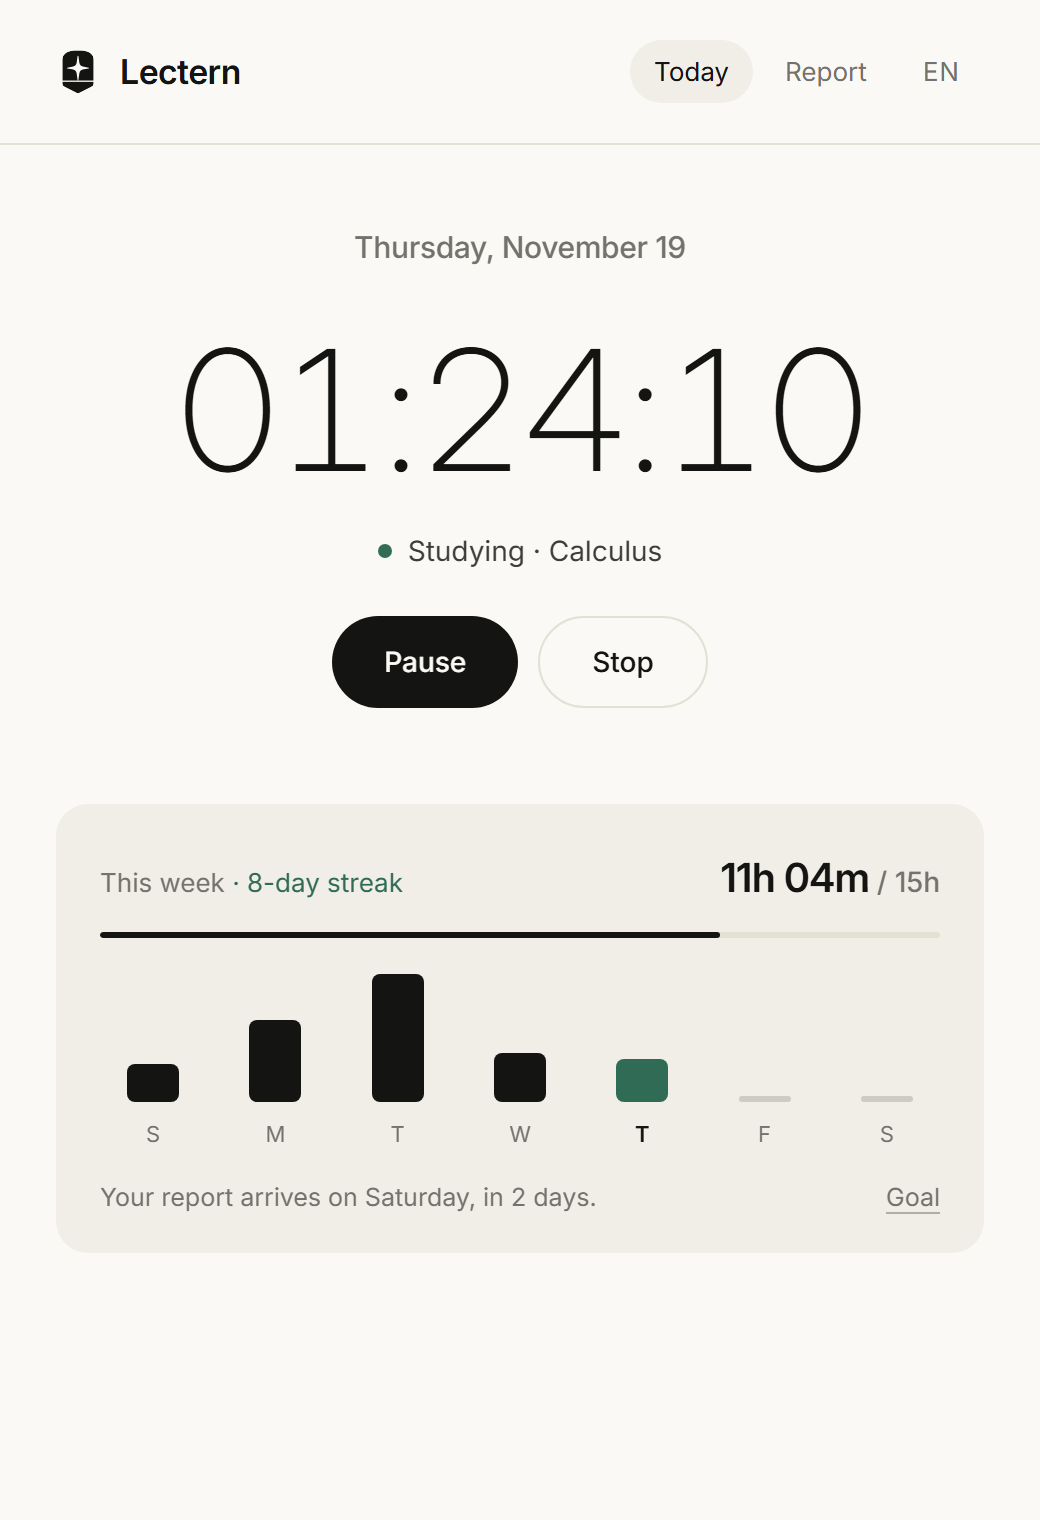 Lectern
Today Report EN
Thursday, November 19
01:24:10
Studying · Calculus
Pause Stop
This week · 8-day streak 11h 04m / 15h
S M T W T F S
Your report arrives on Saturday, in 2 days. Goal